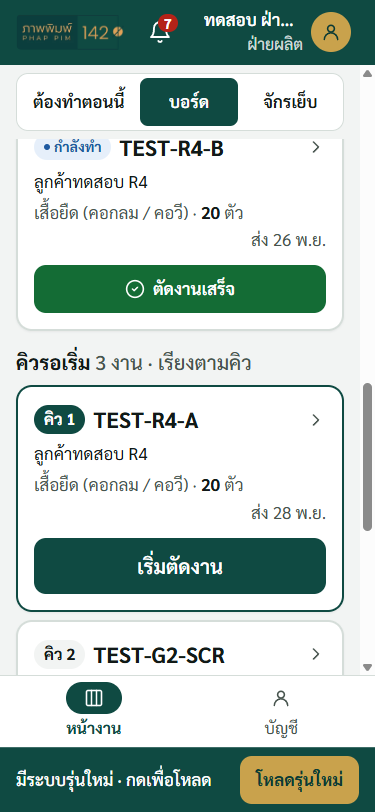 ภาพพิมพ์
PHAP PIM
142
7
ทดสอบ ฝ่า...
ฝ่ายผลิต
ต้องทำตอนนี้
บอร์ด
จักรเย็บ
กำลังทำ TEST-R4-B
ลูกค้าทดสอบ R4
เสื้อยืด (คอกลม / คอวี) · 20 ตัว
ส่ง 26 พ.ย.
ตัดงานเสร็จ
คิวรอเริ่ม 3 งาน · เรียงตามคิว
คิว 1 TEST-R4-A
ลูกค้าทดสอบ R4
เสื้อยืด (คอกลม / คอวี) · 20 ตัว
ส่ง 28 พ.ย.
เริ่มตัดงาน
คิว 2 TEST-G2-SCR
หน้างาน
บัญชี
มีระบบรุ่นใหม่ · กดเพื่อโหลด
โหลดรุ่นใหม่